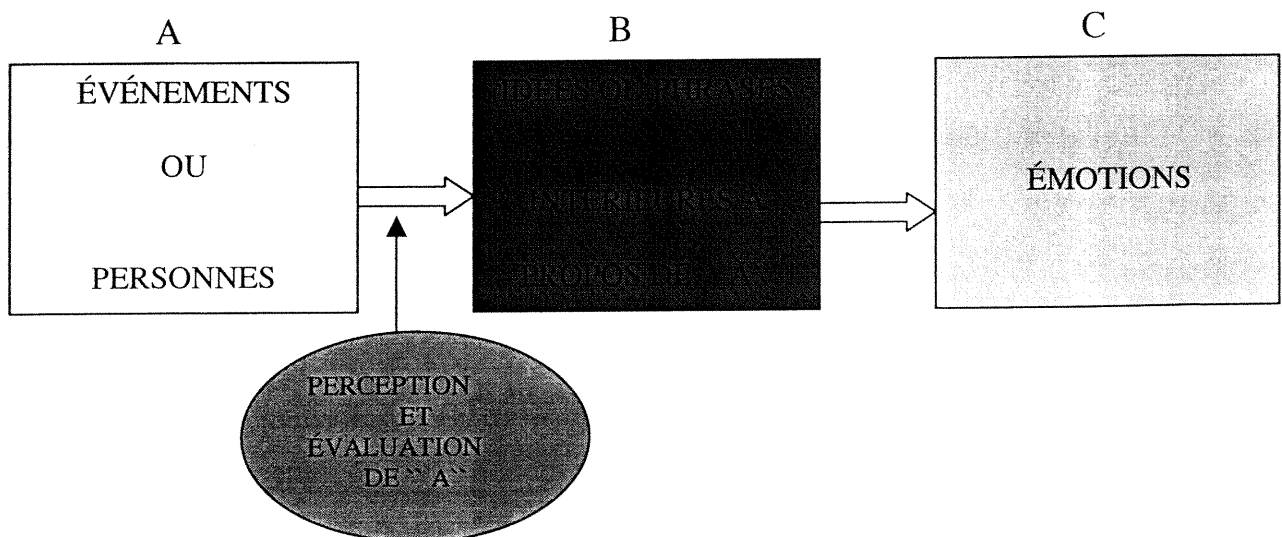 A
B
C
ÉVÉNEMENTS
OU
PERSONNES
IDÉES OU PHRASES
INTÉRIEURES À
PROPOS DE `` A ``
ÉMOTIONS
PERCEPTION
ET
ÉVALUATION
DE `` A``